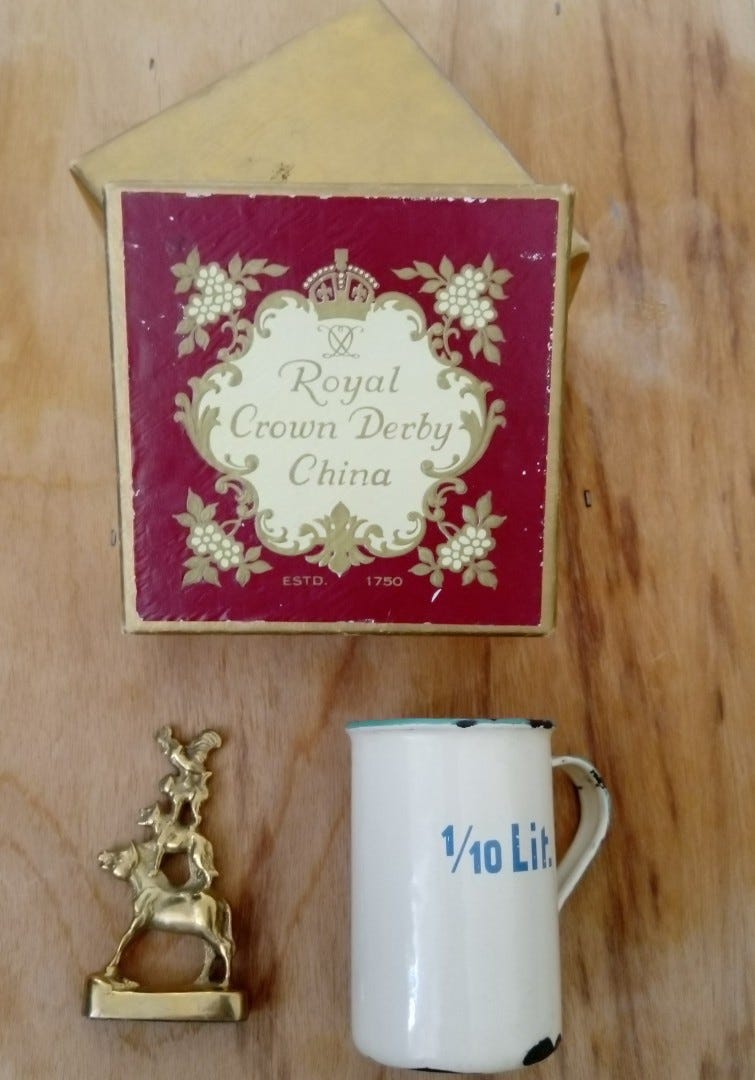 Royal
Crown Derby
China
ESTD. 1750
1/10 Lit.